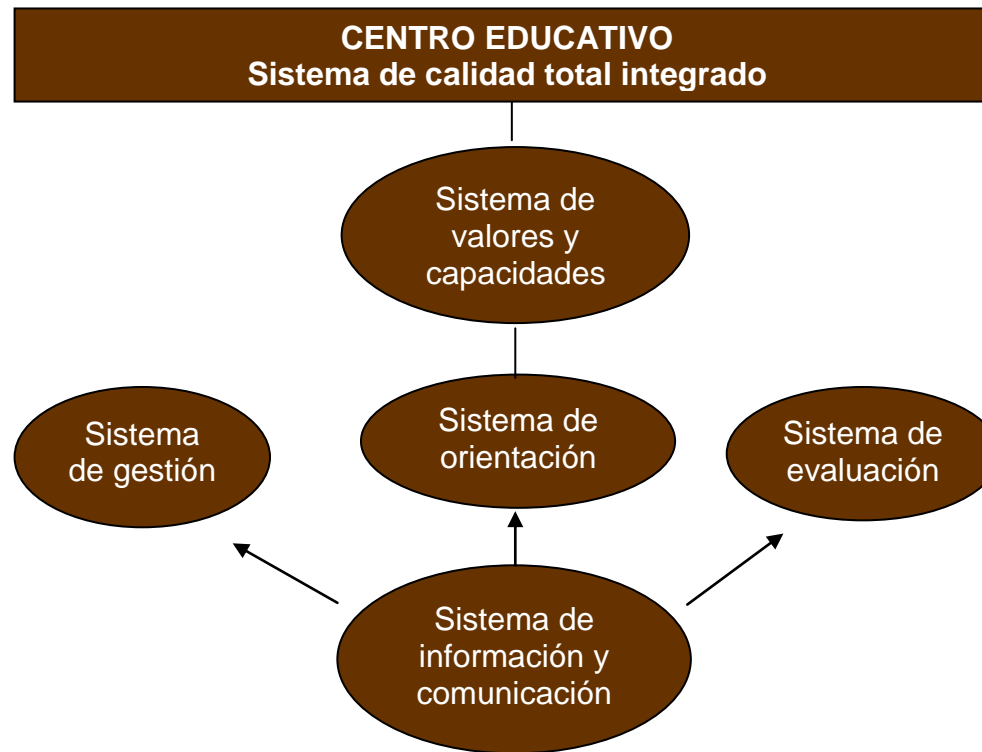 CENTRO EDUCATIVO
Sistema de calidad total integrado
Sistema de
valores y
capacidades
Sistema
de gestión
Sistema de
orientación
Sistema de
evaluación
Sistema de
información y
comunicación